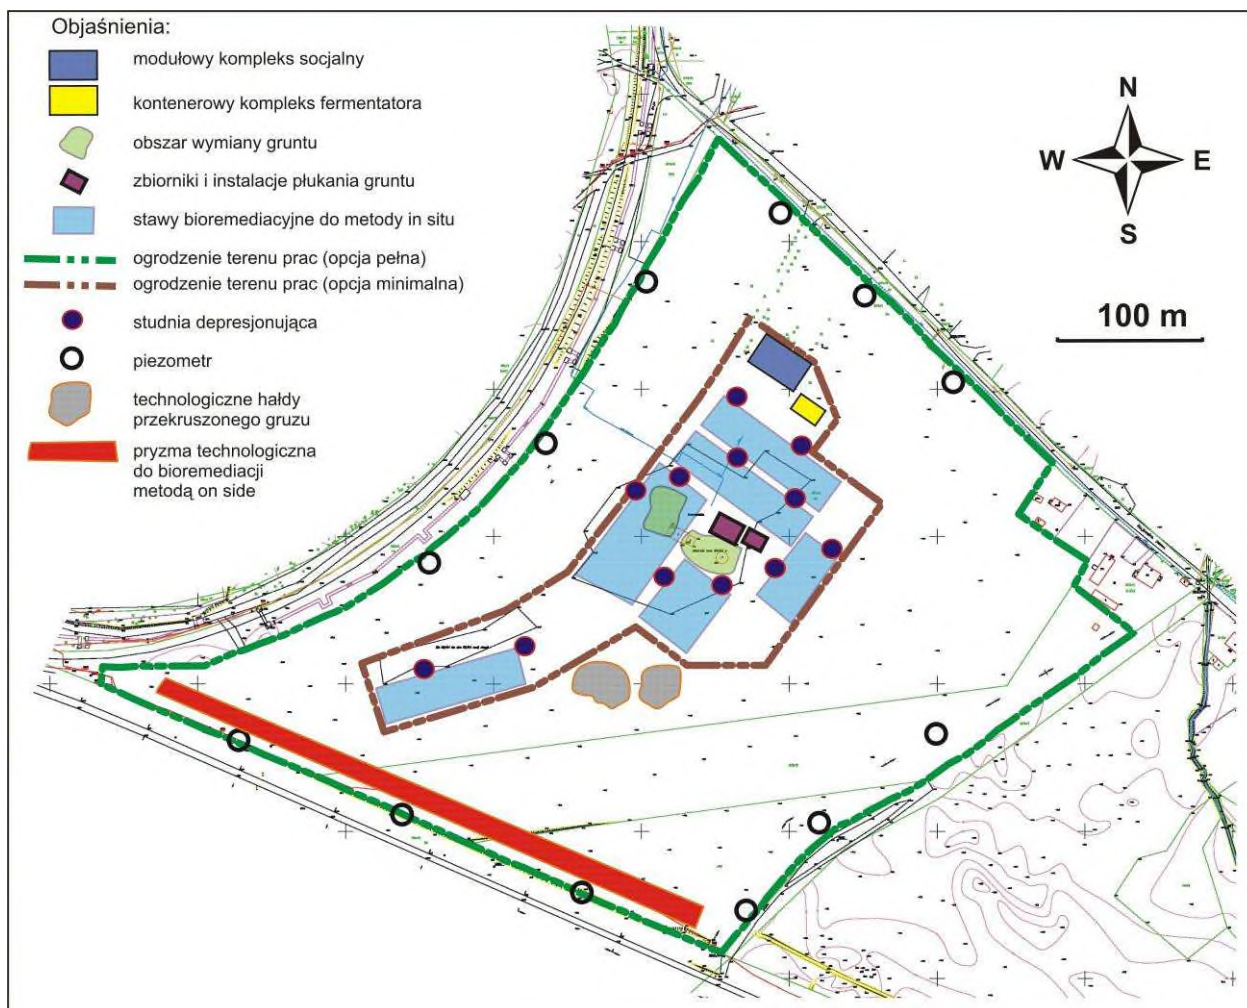 Objaśnienia:
modułowy kompleks socjalny
kontenerowy kompleks fermentatora
obszar wymiany gruntu
zbiorniki i instalacje płukania gruntu
stawy bioremediacyjne do metody in situ
ogrodzenie terenu prac (opcja pełna)
ogrodzenie terenu prac (opcja minimalna)
studnia depresjonująca
piezometr
technologiczne hałdy
przekruszonego gruzu
pryzma technologiczna
do bioremediacji
metodą on side
N
W E
S
100 m